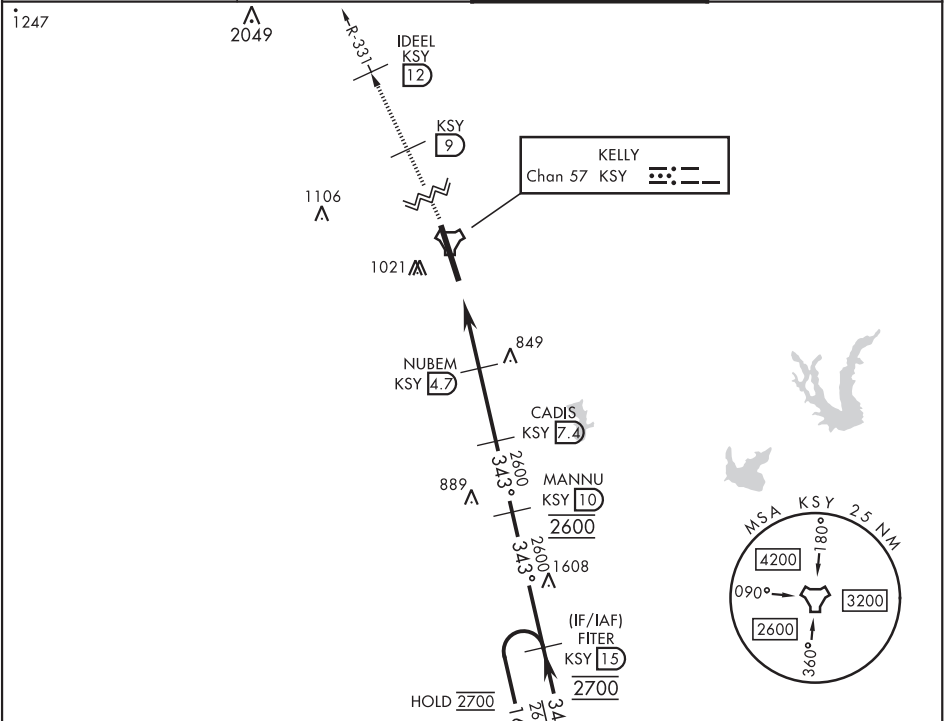 1247
2049
R-331
IDEEL
KSY
12
KSY
9
KELLY
Chan 57 KSY
1106
1021
849
NUBEM
KSY 4.7
CADIS
KSY 7.4
2600
343°
889
MANNU
KSY 10
2600
2600
343°
1608
(IF/IAF)
FITER
KSY 15
2700
HOLD 2700
MSA KSY 25 NM
180°
4200
090°
3200
2600
360°